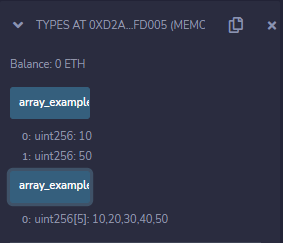 TYPES AT 0XD2A...FD005 (MEMC
Balance: 0 ETH
array_example
0: uint256: 10
1: uint256: 50
array_example
0: uint256[5]: 10,20,30,40,50